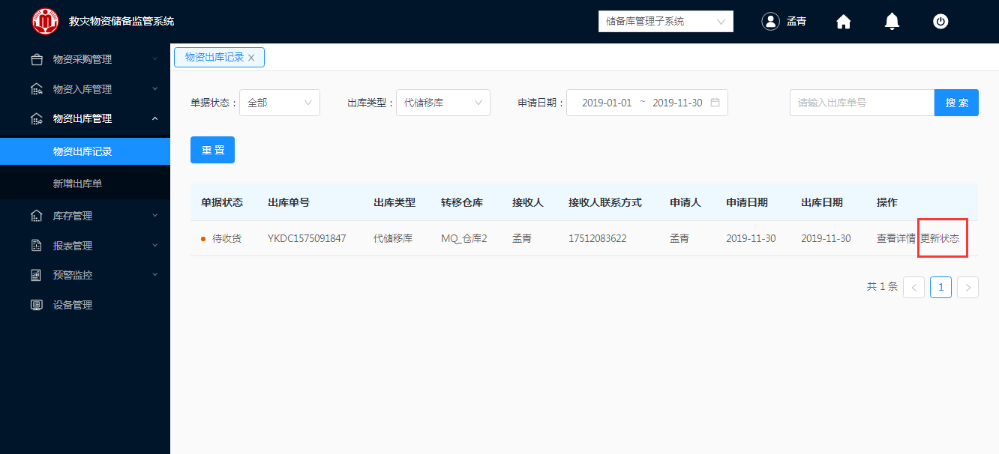 救灾物资储备监管系统
储备库管理子系统
孟青
物资采购管理
物资入库管理
物资出库管理
物资出库记录
新增出库单
库存管理
报表管理
预警监控
设备管理
物资出库记录
单据状态：全部
出库类型：代储移库
申请日期：2019-01-01 ~ 2019-11-30
请输入出库单号
搜 索
重 置
单据状态 出库单号 出库类型 转移仓库 接收人 接收人联系方式 申请人 申请日期 出库日期 操作
待收货 YKDC1575091847 代储移库 MQ_仓库2 孟青 17512083622 孟青 2019-11-30 2019-11-30 查看详情 更新状态
共 1 条 < 1 >